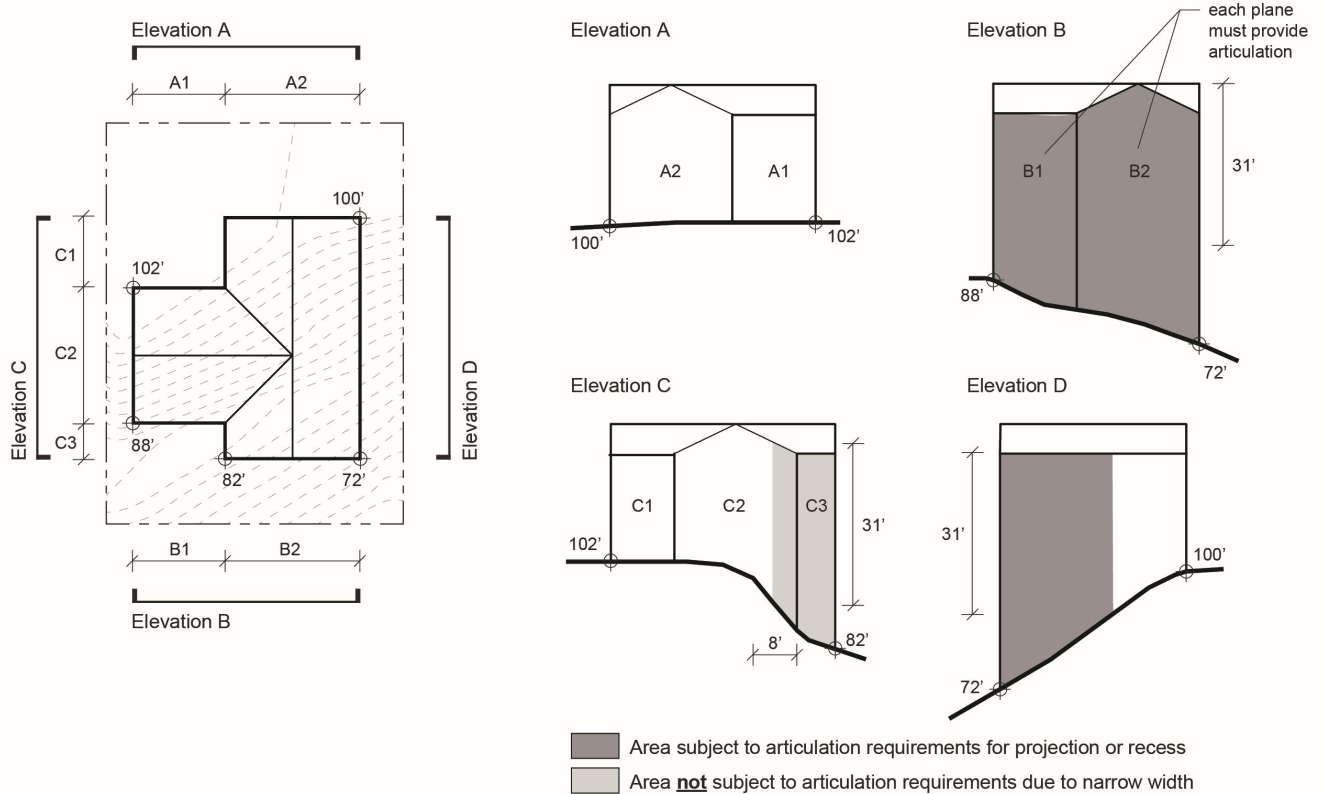 Elevation A
A1
A2
100’
102’
C1
C2
C3
Elevation C
Elevation D
88’
82’
72’
B1
B2
Elevation B
Elevation A
A2
A1
100’
102’
Elevation B
each plane
must provide
articulation
B1
B2
31’
88’
72’
Elevation C
C1
C2
C3
102’
31’
8’
82’
Elevation D
31’
100’
72’
Area subject to articulation requirements for projection or recess
Area not subject to articulation requirements due to narrow width